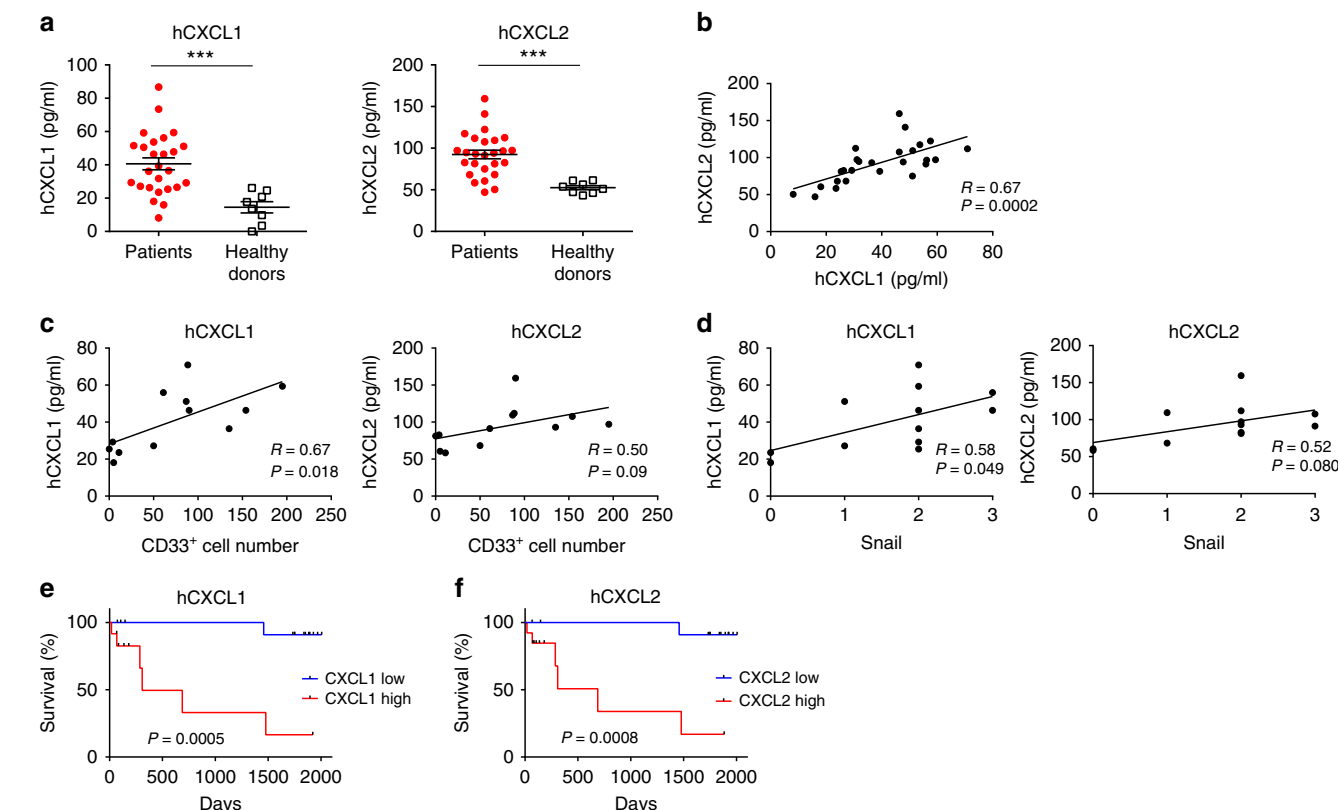 a
hCXCL1
***
hCXCL1 (pg/ml)
100
80
60
40
20
0
Patients
Healthy
donors
hCXCL2
***
hCXCL2 (pg/ml)
200
150
100
50
0
Patients
Healthy
donors
b
hCXCL2 (pg/ml)
200
150
100
50
0
R = 0.67
P = 0.0002
0 20 40 60 80
hCXCL1 (pg/ml)
c
hCXCL1
hCXCL1 (pg/ml)
80
60
40
20
0
R = 0.67
P = 0.018
0 50 100 150 200 250
CD33+ cell number
hCXCL2
hCXCL2 (pg/ml)
200
150
100
50
0
R = 0.50
P = 0.09
0 50 100 150 200 250
CD33+ cell number
d
hCXCL1
hCXCL1 (pg/ml)
80
60
40
20
0
R = 0.58
P = 0.049
0 1 2 3
Snail
hCXCL2
hCXCL2 (pg/ml)
200
150
100
50
0
R = 0.52
P = 0.080
0 1 2 3
Snail
e
hCXCL1
Survival (%)
100
50
0
CXCL1 low
CXCL1 high
P = 0.0005
0 500 1000 1500 2000
Days
f
hCXCL2
Survival (%)
100
50
0
CXCL2 low
CXCL2 high
P = 0.0008
0 500 1000 1500 2000
Days